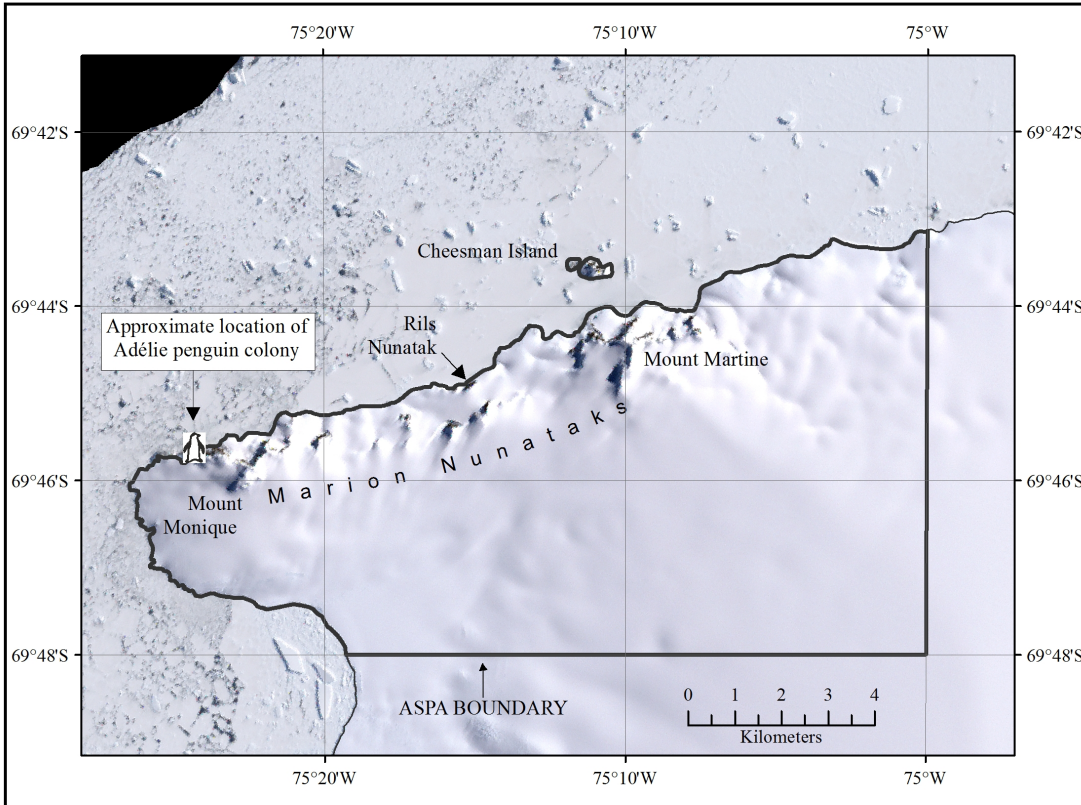 75°20'W
75°10'W
75°W
69°42'S
69°42'S
Cheesman Island
69°44'S
69°44'S
Approximate location of
Adélie penguin colony
Rils
Nunatak
Mount Martine
Marion Nunataks
69°46'S
69°46'S
Mount
Monique
69°48'S
69°48'S
ASPA BOUNDARY
0 1 2 3 4
Kilometers
75°20'W
75°10'W
75°W